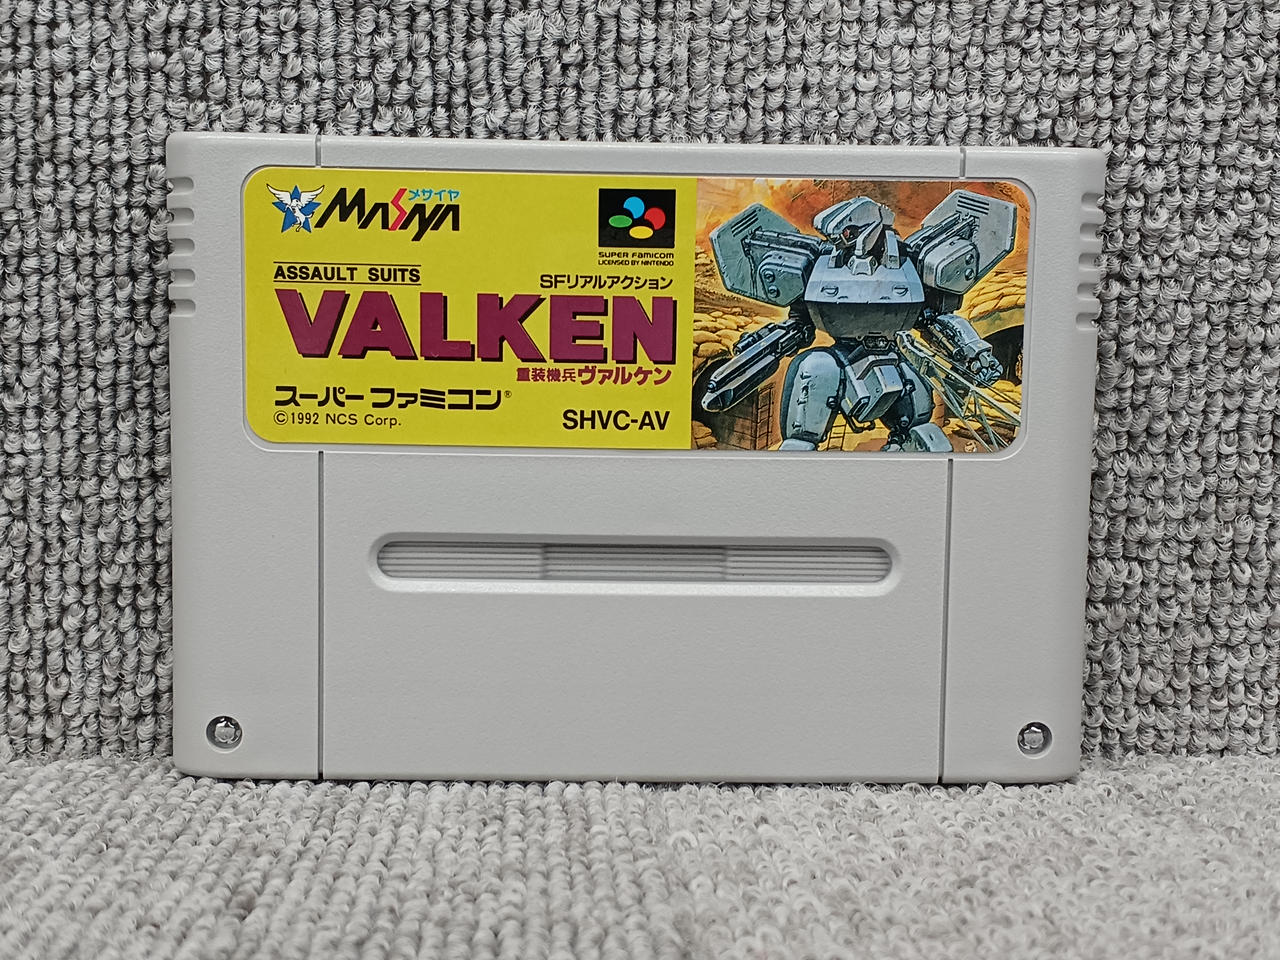 メサイヤ
MASAYA
SUPER FAMICOM
LICENSED BY NINTENDO
ASSAULT SUITS
SFリアルアクション
VALKEN
重装機兵ヴァルケン
スーパーファミコン®
©1992 NCS Corp.
SHVC-AV